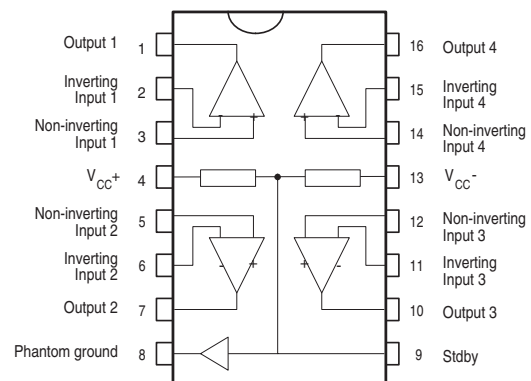 Output 1
1
Inverting
Input 1
2
Non-inverting
Input 1
3
VCC+
4
Non-inverting
Input 2
5
Inverting
Input 2
6
Output 2
7
Phantom ground
8
16
Output 4
15
Inverting
Input 4
14
Non-inverting
Input 4
13
VCC-
12
Non-inverting
Input 3
11
Inverting
Input 3
10
Output 3
9
Stdby
- +
+ -
- +
+ -